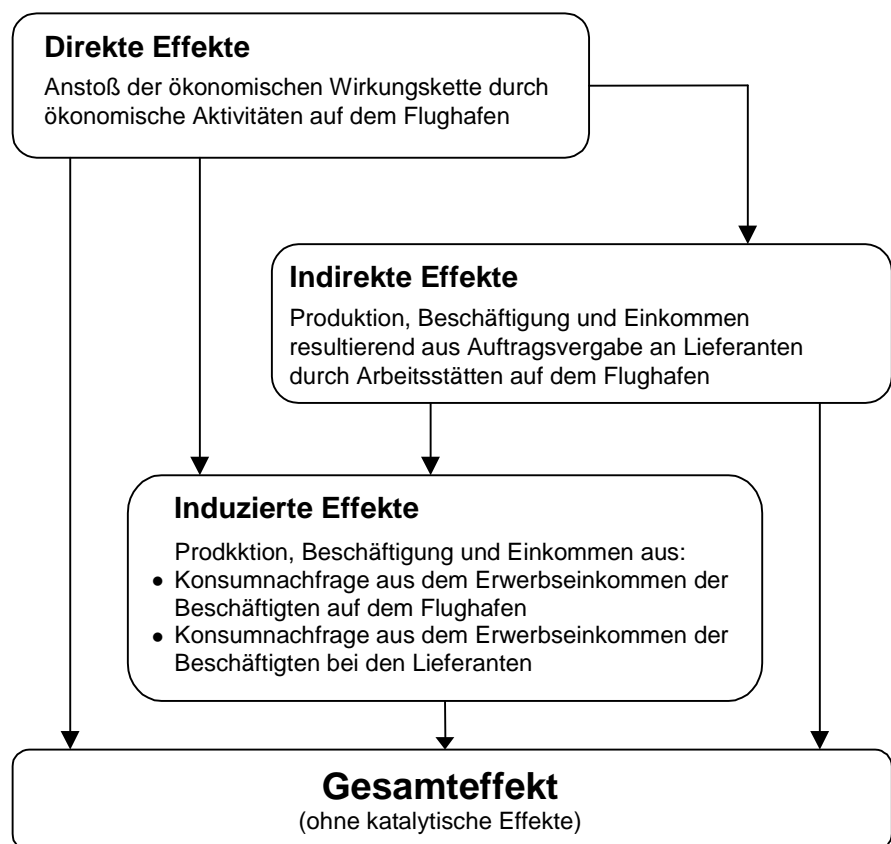 Direkte Effekte
Anstoß der ökonomischen Wirkungskette durch
ökonomische Aktivitäten auf dem Flughafen
Indirekte Effekte
Produktion, Beschäftigung und Einkommen
resultierend aus Auftragsvergabe an Lieferanten
durch Arbeitsstätten auf dem Flughafen
Induzierte Effekte
Prodkktion, Beschäftigung und Einkommen aus:
• Konsumnachfrage aus dem Erwerbseinkommen der
Beschäftigten auf dem Flughafen
• Konsumnachfrage aus dem Erwerbseinkommen der
Beschäftigten bei den Lieferanten
Gesamteffekt
(ohne katalytische Effekte)